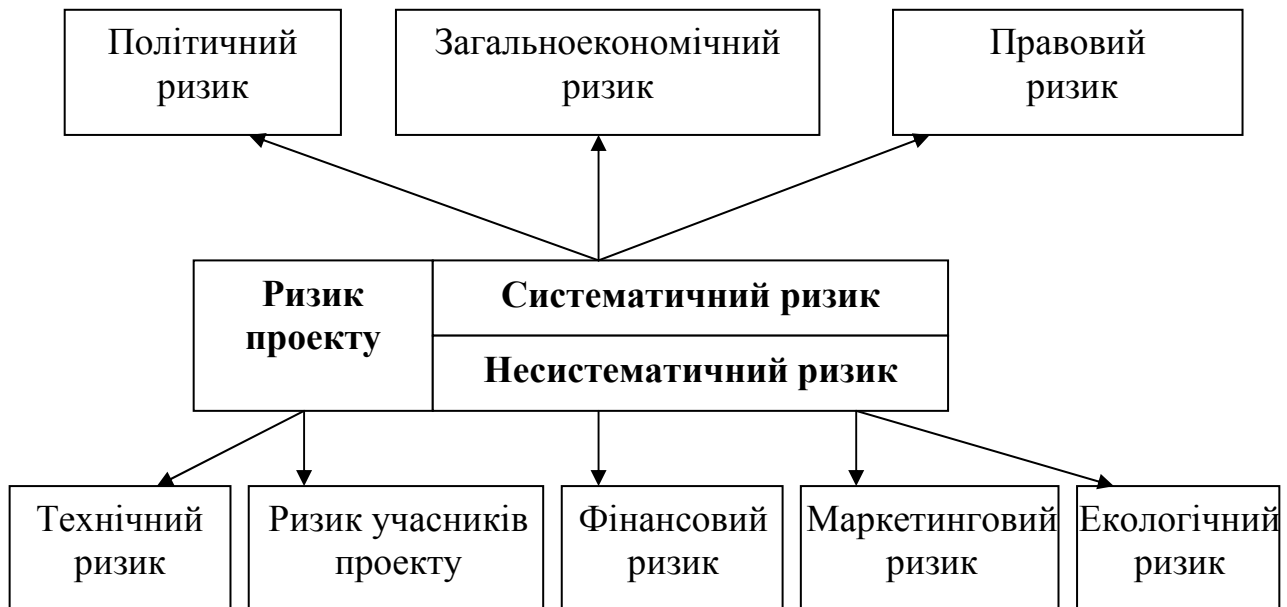 Політичний
ризик
Загальноекономічний
ризик
Правовий
ризик
Ризик
проекту
Систематичний ризик
Несистематичний ризик
Технічний
ризик
Ризик учасників
проекту
Фінансовий
ризик
Маркетинговий
ризик
Екологічний
ризик